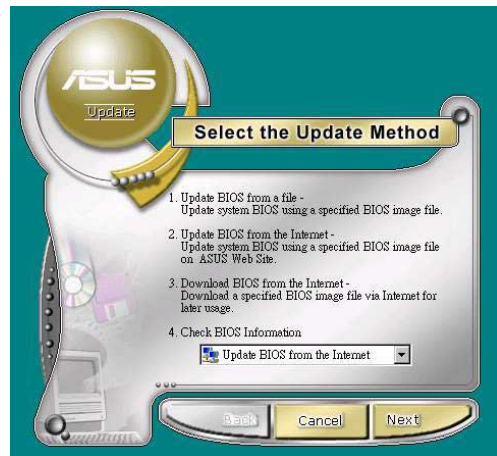 ASUS
Update
Select the Update Method
1. Update BIOS from a file -
Update system BIOS using a specified BIOS image file.
2. Update BIOS from the Internet -
Update system BIOS using a specified BIOS image file
on ASUS Web Site.
3. Download BIOS from the Internet -
Download a specified BIOS image file via Internet for
later usage.
4. Check BIOS Information
Update BIOS from the Internet
Back
Cancel
Next